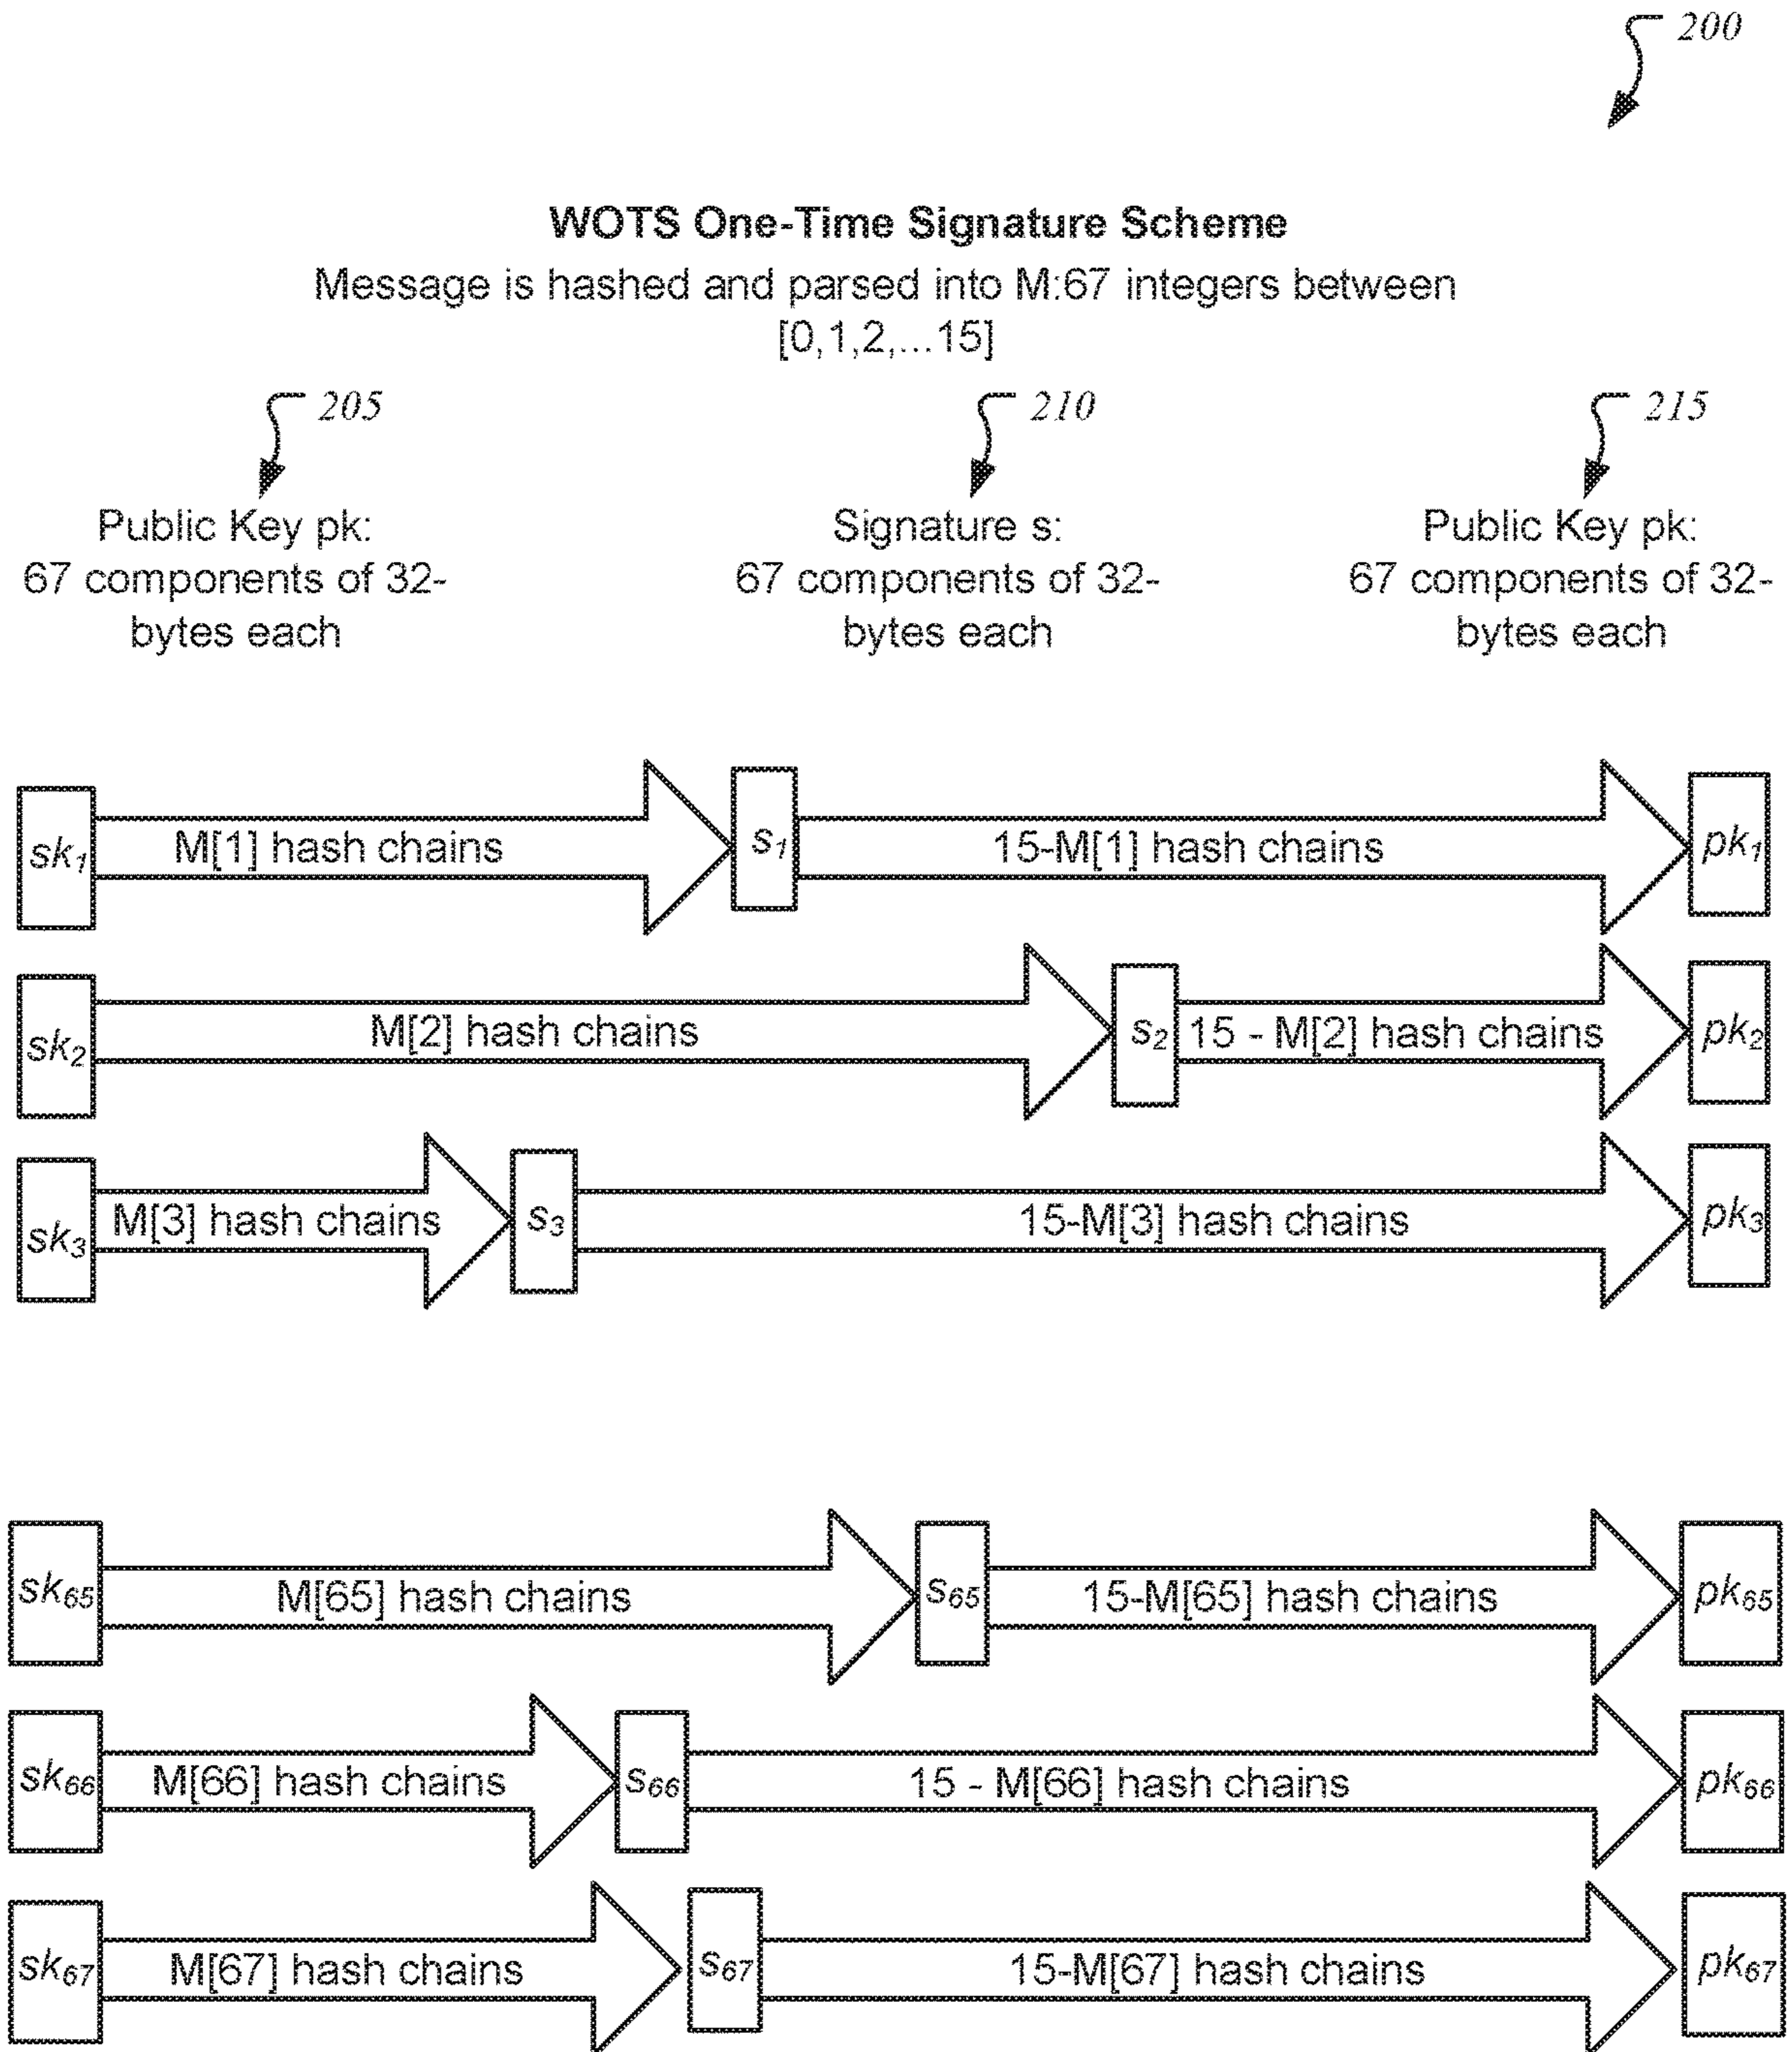 200
WOTS One-Time Signature Scheme
Message is hashed and parsed into M:67 integers between
[0,1,2,...15]
205
210
215
Public Key pk:
67 components of 32-
bytes each
Signature s:
67 components of 32-
bytes each
Public Key pk:
67 components of 32-
bytes each
sk1 M[1] hash chains s1 15-M[1] hash chains pk1
sk2 M[2] hash chains s2 15 - M[2] hash chains pk2
sk3 M[3] hash chains s3 15-M[3] hash chains pk3
sk65 M[65] hash chains s65 15-M[65] hash chains pk65
sk66 M[66] hash chains s66 15 - M[66] hash chains pk66
sk67 M[67] hash chains s67 15-M[67] hash chains pk67